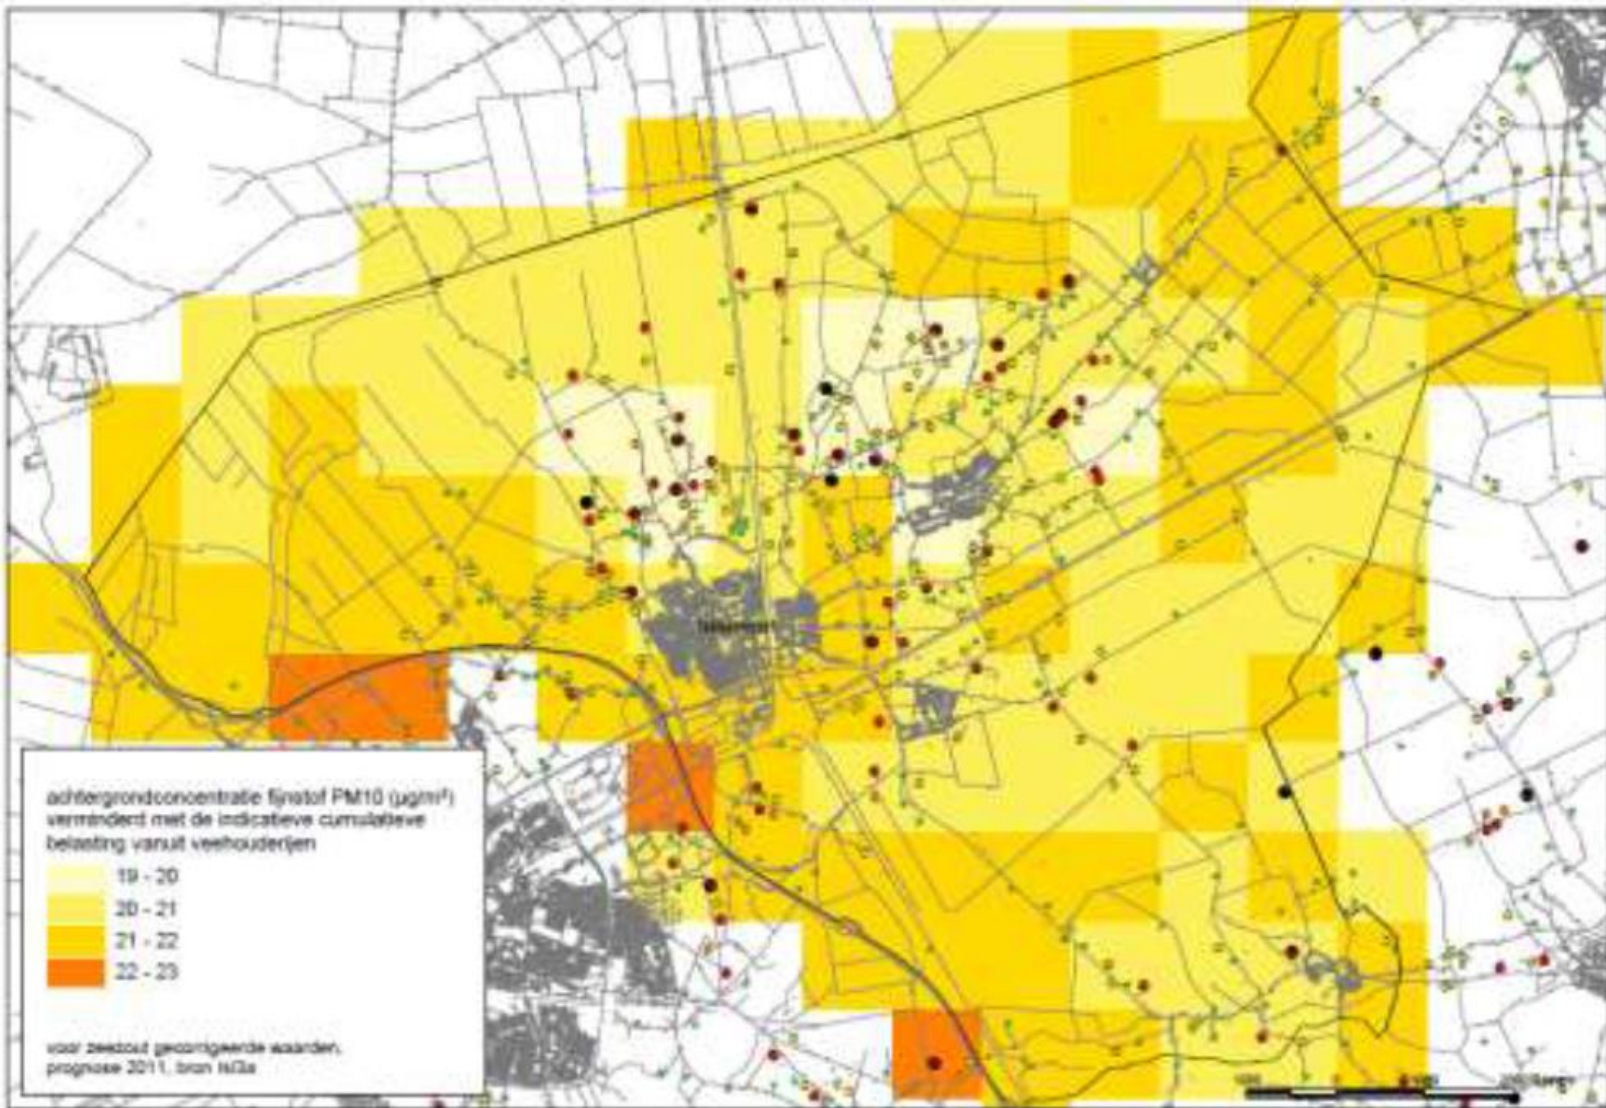 achtergrondconcentratie fijnstof PM10 (µg/m³)
verminderd met de indicatieve cumulatieve
belasting vanuit veehouderijen
19 - 20
20 - 21
21 - 22
22 - 23
voor zeezout gecorrigeerde waarden,
prognose 2011, bron Isl3a